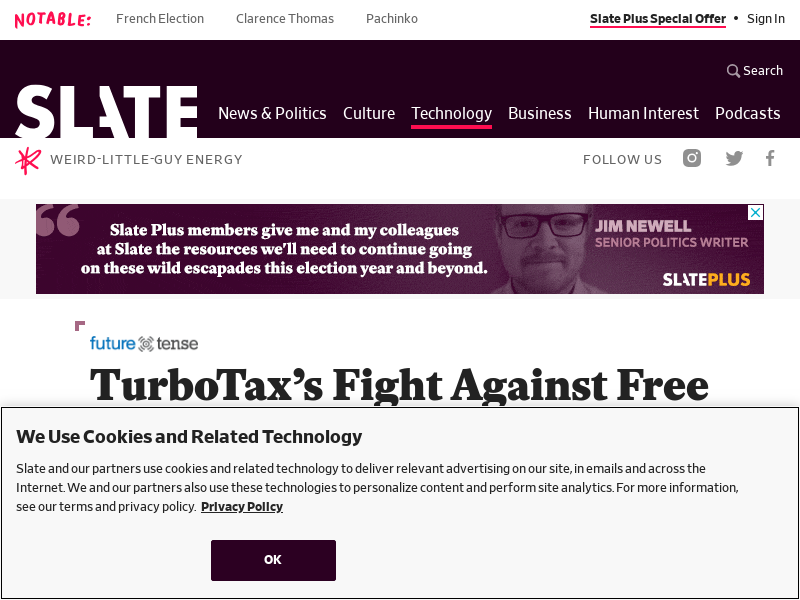 NOTABLE:
French Election
Clarence Thomas
Pachinko
Slate Plus Special Offer • Sign In
Search
SLATE
News & Politics
Culture
Technology
Business
Human Interest
Podcasts
WEIRD-LITTLE-GUY ENERGY
FOLLOW US
“
Slate Plus members give me and my colleagues
at Slate the resources we’ll need to continue going
on these wild escapades this election year and beyond.
JIM NEWELL
SENIOR POLITICS WRITER
SLATEPLUS
future tense
TurboTax’s Fight Against Free
We Use Cookies and Related Technology
Slate and our partners use cookies and related technology to deliver relevant advertising on our site, in emails and across the
Internet. We and our partners also use these technologies to personalize content and perform site analytics. For more information,
see our terms and privacy policy. Privacy Policy
OK